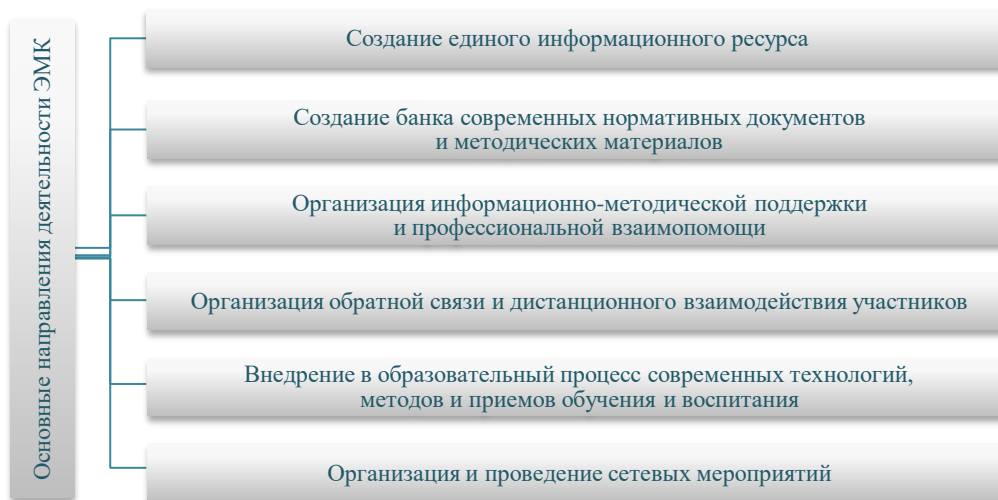 Основные направления деятельности ЭМК
Создание единого информационного ресурса
Создание банка современных нормативных документов
и методических материалов
Организация информационно-методической поддержки
и профессиональной взаимопомощи
Организация обратной связи и дистанционного взаимодействия участников
Внедрение в образовательный процесс современных технологий,
методов и приемов обучения и воспитания
Организация и проведение сетевых мероприятий